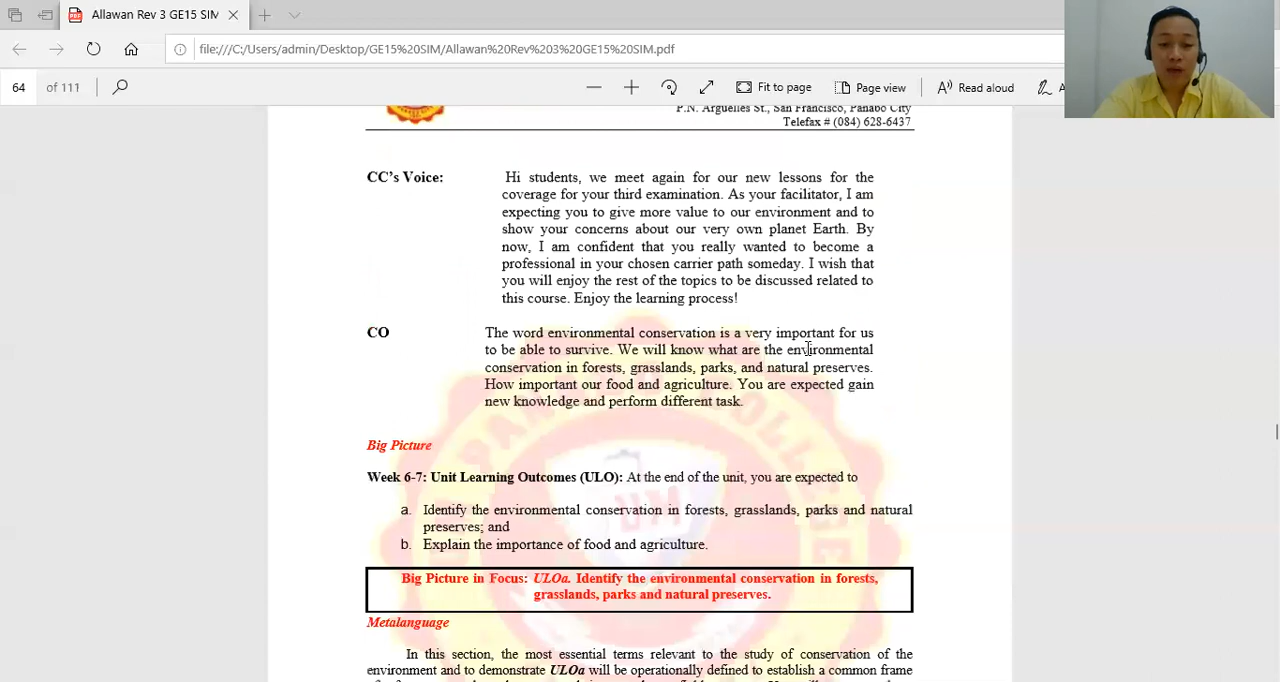 Allawan Rev 3 GE15 SIM
file:///C:/Users/admin/Desktop/GE15%20SIM/Allawan%20Rev%203%20GE15%20SIM.pdf
64 of 111
Fit to page
Page view
Read aloud
P.N. Arguelles St., San Francisco, Panabo City
Telefax # (084) 628-6437
CC's Voice: Hi students, we meet again for our new lessons for the
coverage for your third examination. As your facilitator, I am
expecting you to give more value to our environment and to
show your concerns about our very own planet Earth. By
now, I am confident that you really wanted to become a
professional in your chosen carrier path someday. I wish that
you will enjoy the rest of the topics to be discussed related to
this course. Enjoy the learning process!
CO The word environmental conservation is a very important for us
to be able to survive. We will know what are the environmental
conservation in forests, grasslands, parks, and natural preserves.
How important our food and agriculture. You are expected gain
new knowledge and perform different task.
Big Picture
Week 6-7: Unit Learning Outcomes (ULO): At the end of the unit, you are expected to
a. Identify the environmental conservation in forests, grasslands, parks and natural
preserves; and
b. Explain the importance of food and agriculture.
Big Picture in Focus: ULOa. Identify the environmental conservation in forests,
grasslands, parks and natural preserves.
Metalanguage
In this section, the most essential terms relevant to the study of conservation of the
environment and to demonstrate ULOa will be operationally defined to establish a common frame
UM